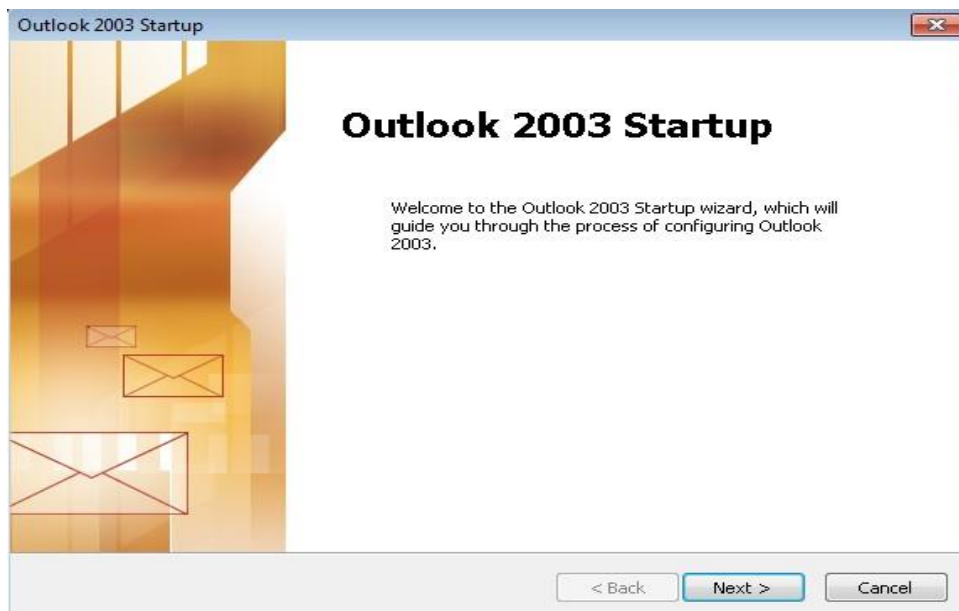 Outlook 2003 Startup
Outlook 2003 Startup
Welcome to the Outlook 2003 Startup wizard, which will
guide you through the process of configuring Outlook
2003.
< Back Next > Cancel